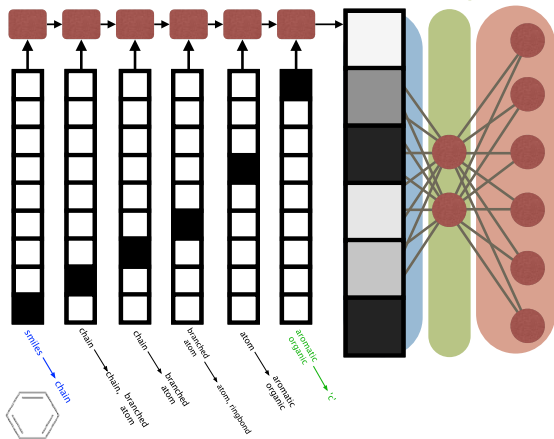 smiles
chain
chain
chain,
branched
atom
chain
branched
atom
branched
atom
atom, ringbond
atom
aromatic
organic
aromatic
organic
'c'